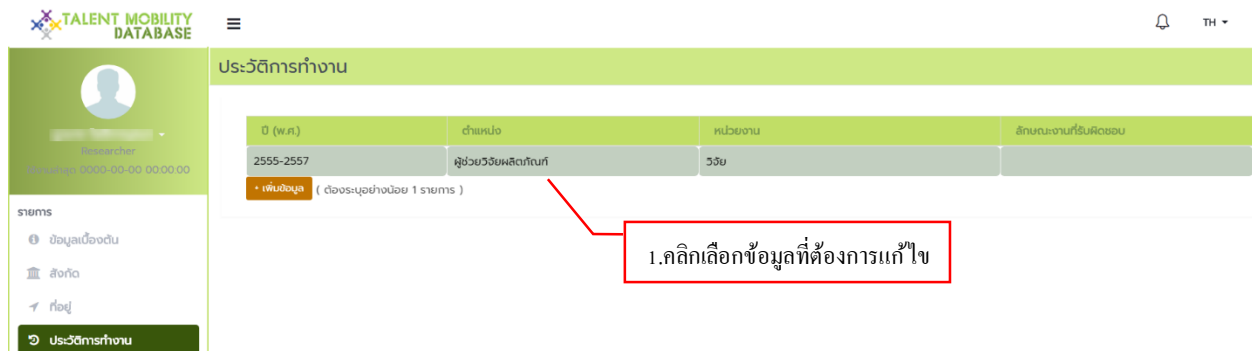 TALENT MOBILITY
DATABASE
TH
ประวัติการทำงาน
ปี (พ.ศ.) ตำแหน่ง หน่วยงาน ลักษณะงานที่รับผิดชอบ
2555-2557 ผู้ช่วยวิจัยผลิตภัณฑ์ วิจัย
+ เพิ่มข้อมูล ( ต้องระบุอย่างน้อย 1 รายการ )
1.คลิกเลือกข้อมูลที่ต้องการแก้ไข
Researcher
0000-00-00 00:00:00
รายการ
ข้อมูลเบื้องต้น
สังกัด
ที่อยู่
ประวัติการทำงาน